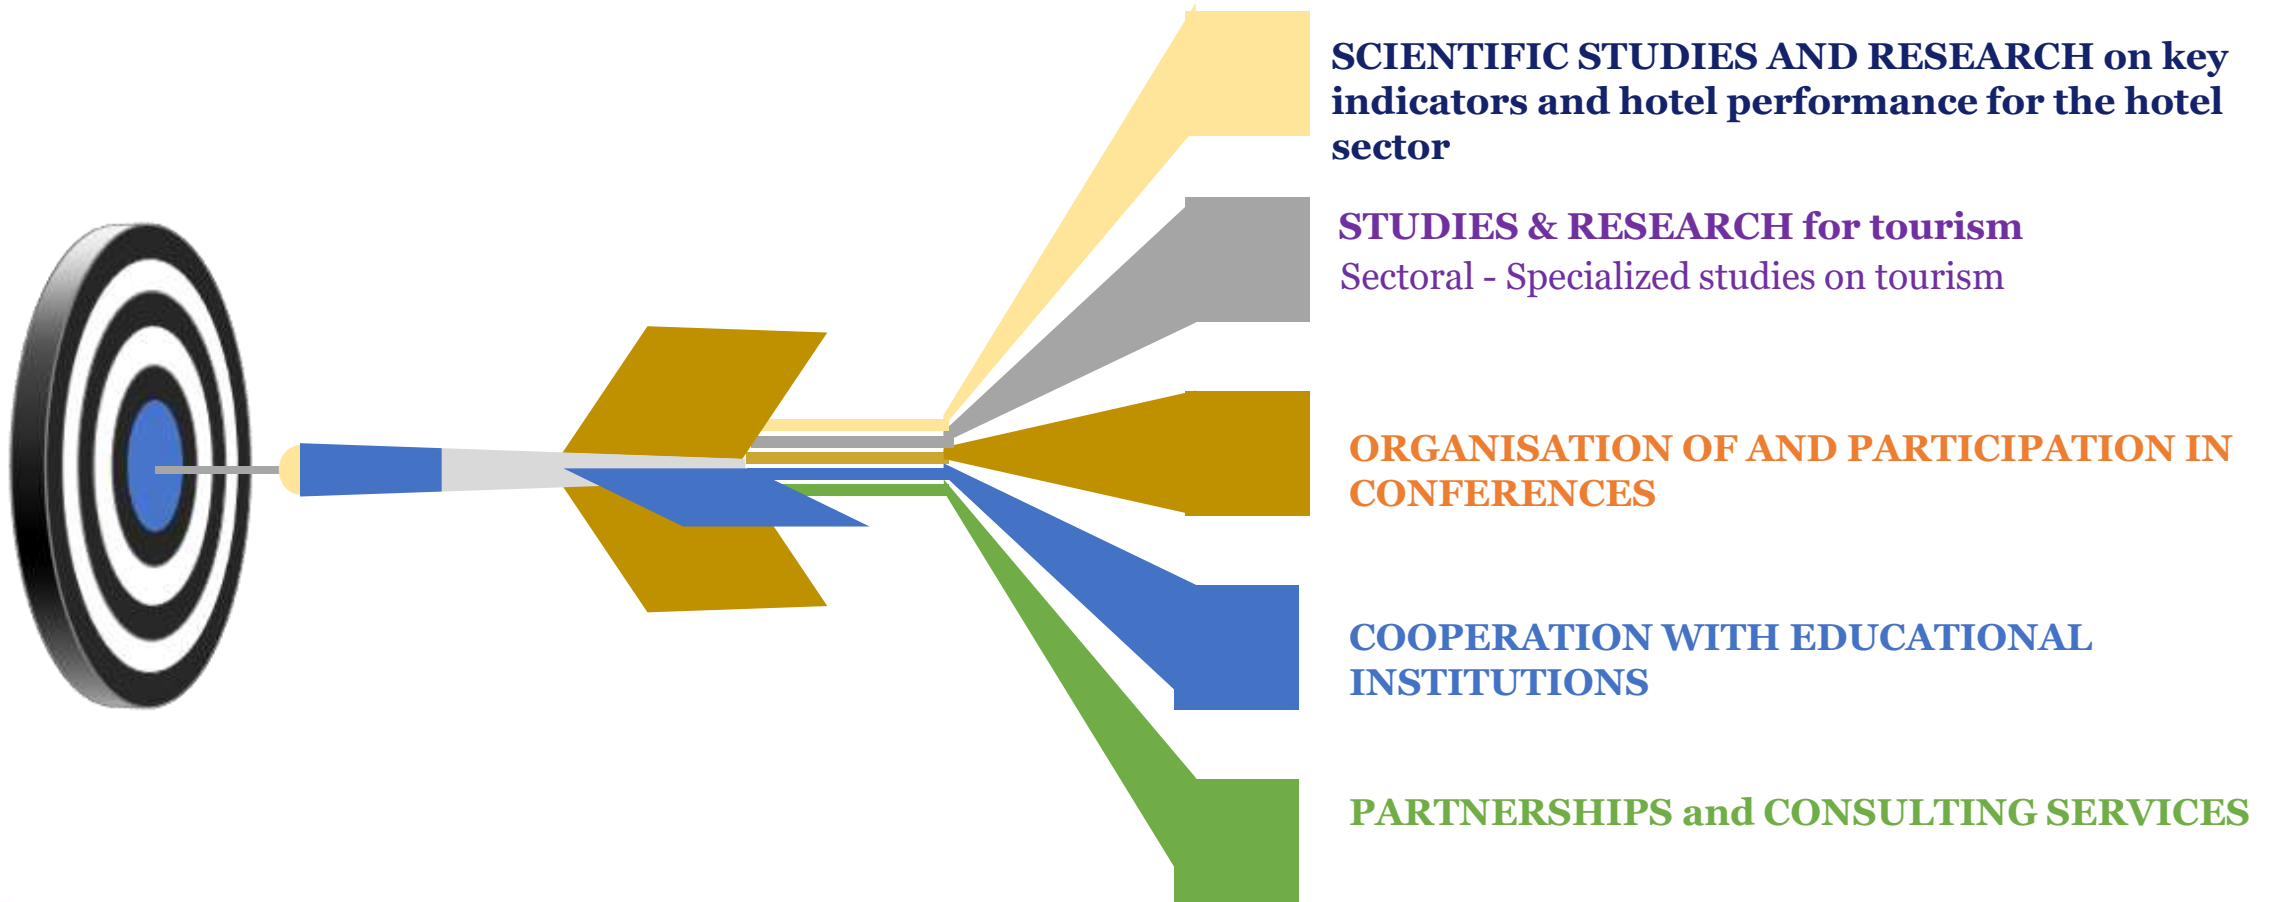 SCIENTIFIC STUDIES AND RESEARCH on key
indicators and hotel performance for the hotel
sector
STUDIES & RESEARCH for tourism
Sectoral - Specialized studies on tourism
ORGANISATION OF AND PARTICIPATION IN
CONFERENCES
COOPERATION WITH EDUCATIONAL
INSTITUTIONS
PARTNERSHIPS and CONSULTING SERVICES